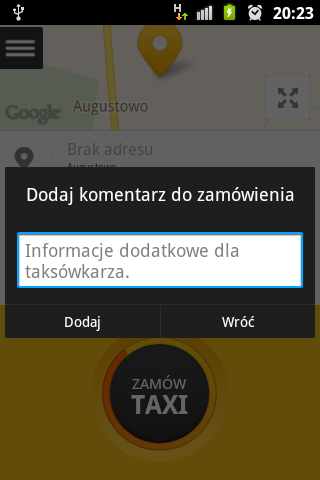 H
20:23
Google
Augustowo
Brak adresu
Augustowo
Dodaj komentarz do zamówienia
Informacje dodatkowe dla
taksówkarza.
Dodaj
Wróć
ZAMÓW
TAXI